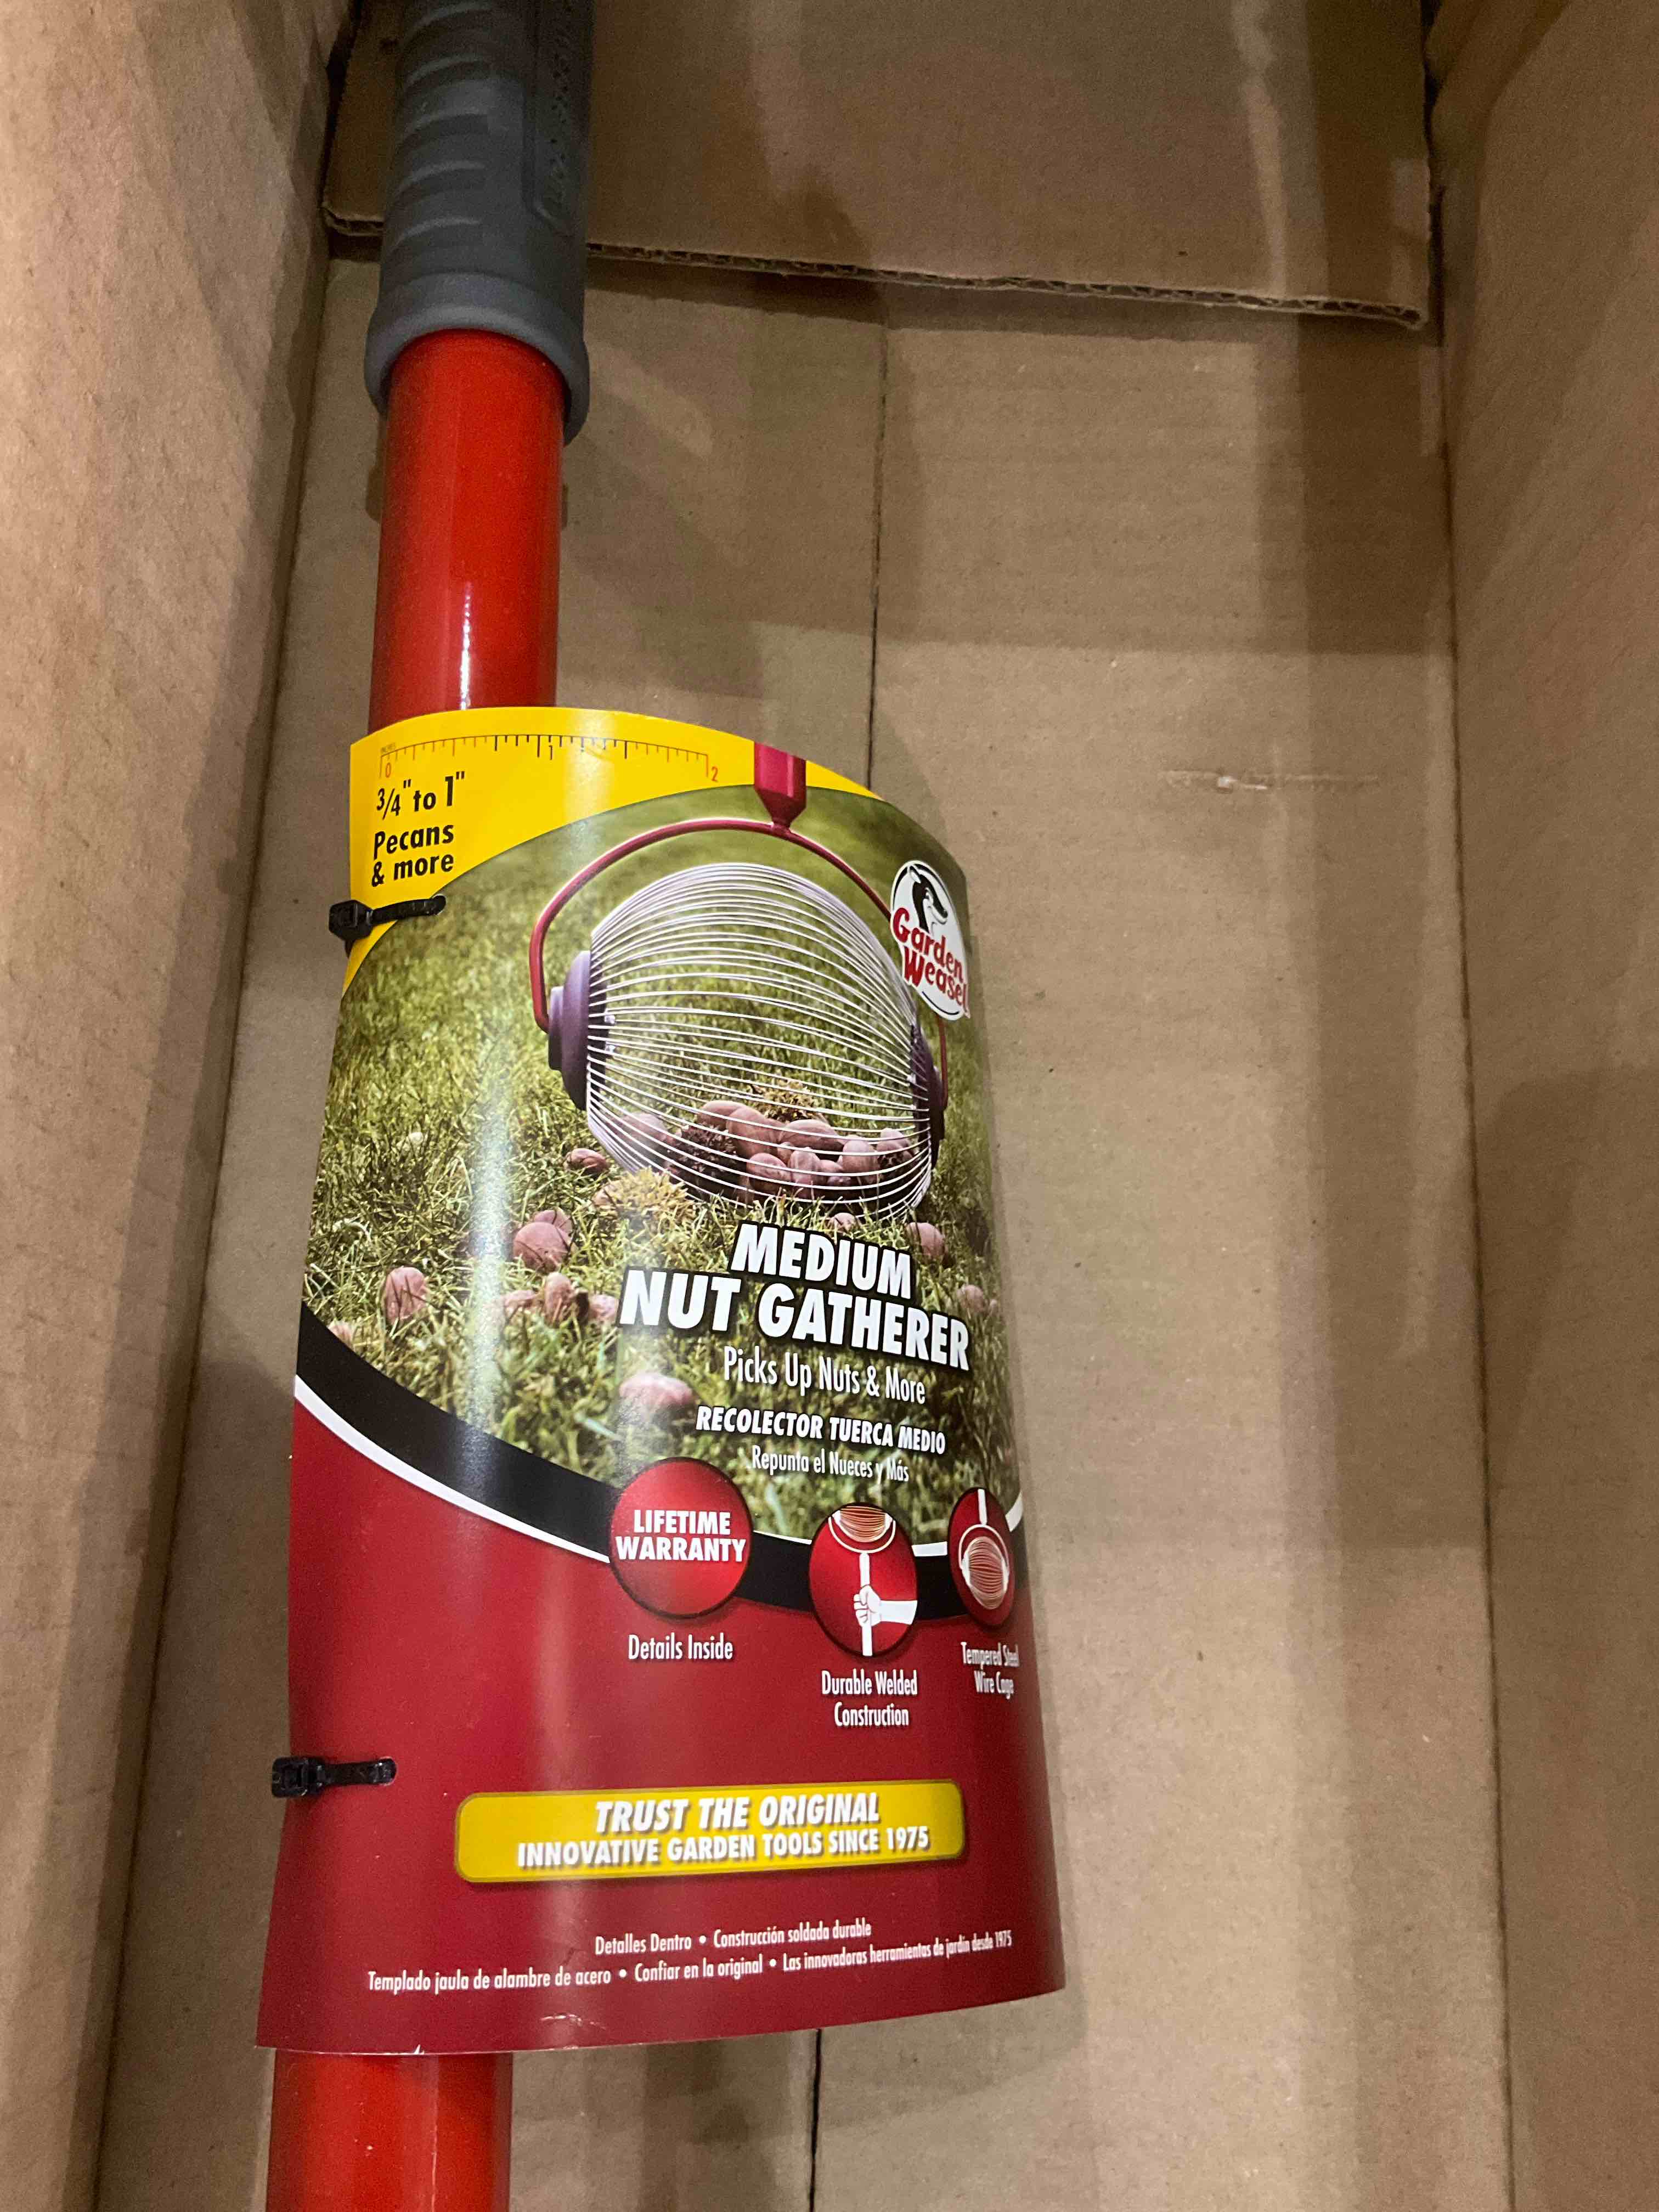 INCHES
0 2
3/4" to 1"
Pecans
& more
Garden
Weasel
MEDIUM
NUT GATHERER
Picks Up Nuts & More
RECOLECTOR TUERCA MEDIO
Repunta el Nueces y Más
LIFETIME
WARRANTY
Details Inside
Durable Welded
Construction
Tempered Steel
Wire Cage
TRUST THE ORIGINAL
INNOVATIVE GARDEN TOOLS SINCE 1975
Detalles Dentro • Construcción soldada durable
Templado jaula de alambre de acero • Confiar en la original • Las innovadoras herramientas de jardín desde 1975